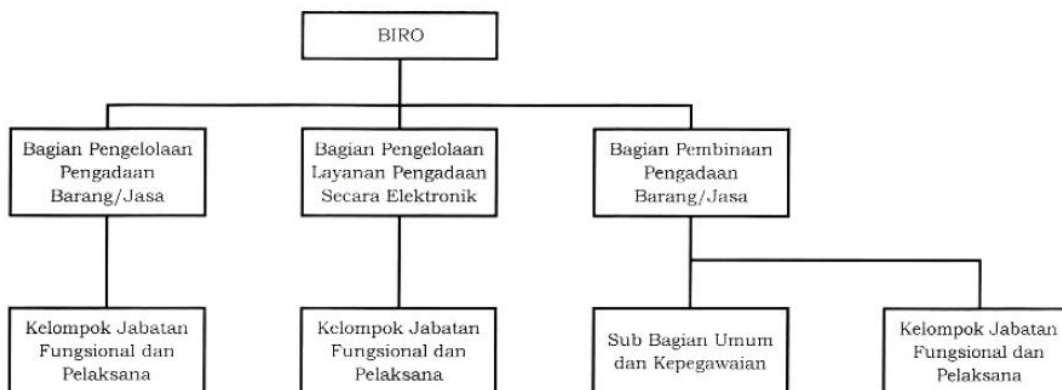 BIRO
Bagian Pengelolaan
Pengadaan
Barang/Jasa
Bagian Pengelolaan
Layanan Pengadaan
Secara Elektronik
Bagian Pembinaan
Pengadaan
Barang/Jasa
Kelompok Jabatan
Fungsional dan
Pelaksana
Kelompok Jabatan
Fungsional dan
Pelaksana
Sub Bagian Umum
dan Kepegawaian
Kelompok Jabatan
Fungsional dan
Pelaksana